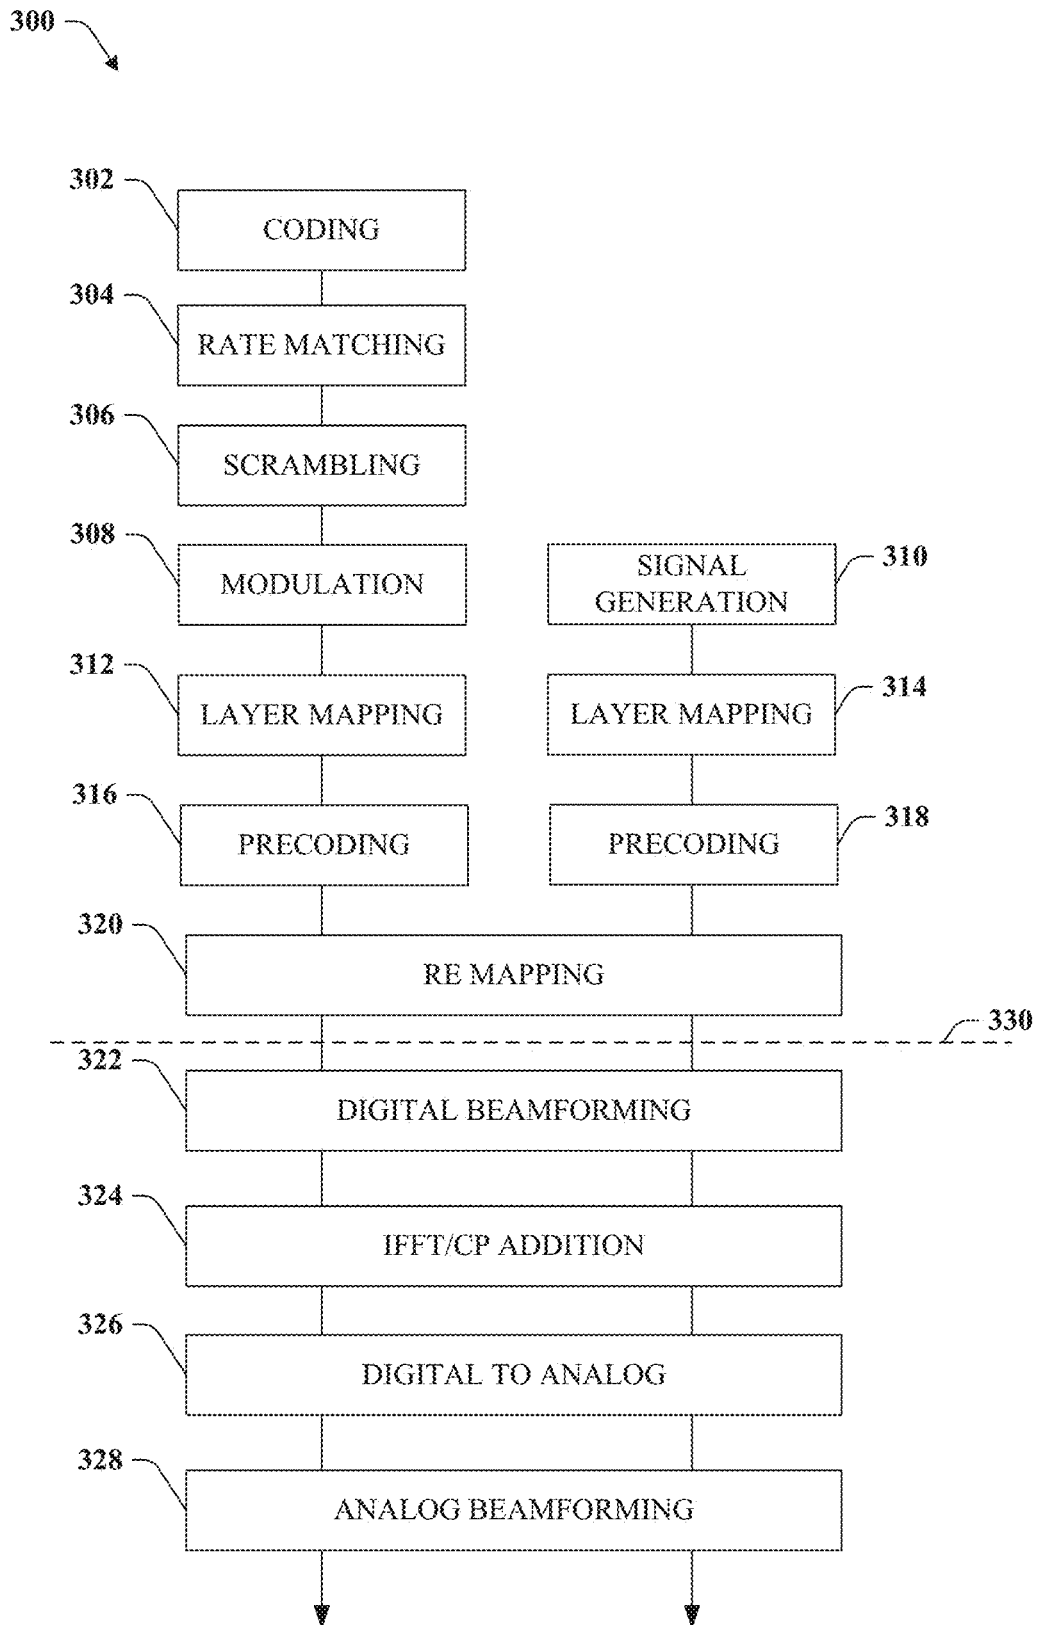 300
302
CODING
304
RATE MATCHING
306
SCRAMBLING
308
MODULATION
SIGNAL
GENERATION
310
312
LAYER MAPPING
LAYER MAPPING
314
316
PRECODING
PRECODING
318
320
RE MAPPING
330
322
DIGITAL BEAMFORMING
324
IFFT/CP ADDITION
326
DIGITAL TO ANALOG
328
ANALOG BEAMFORMING